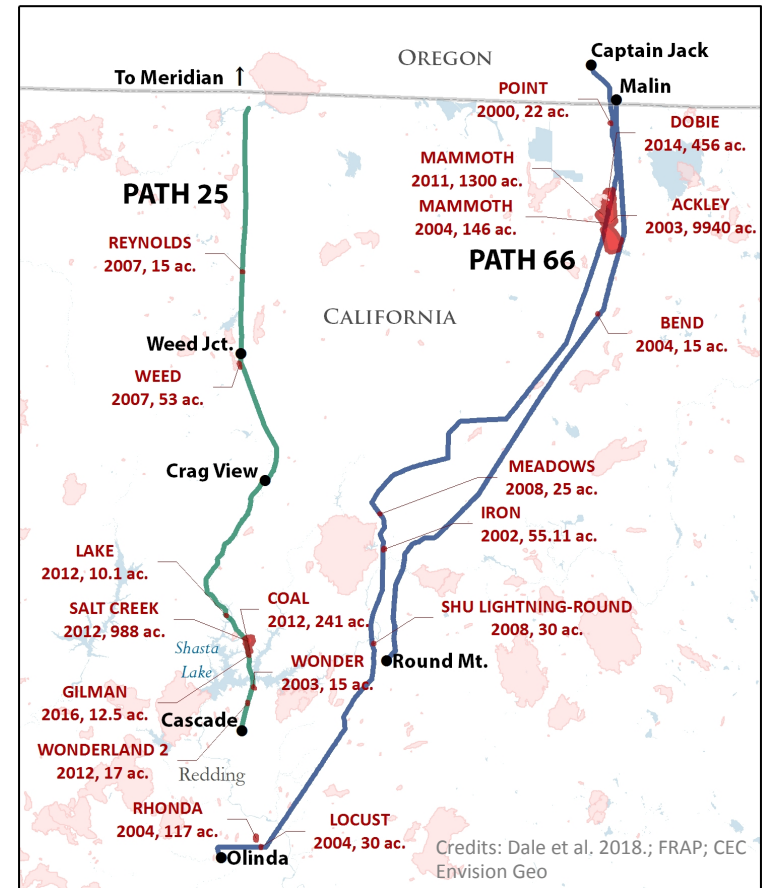 OREGON
Captain Jack
To Meridian ↑
Malin
POINT
2000, 22 ac.
DOBIE
2014, 456 ac.
MAMMOTH
2011, 1300 ac.
PATH 25
MAMMOTH
2004, 146 ac.
ACKLEY
2003, 9940 ac.
REYNOLDS
2007, 15 ac.
PATH 66
CALIFORNIA
BEND
2004, 15 ac.
Weed Jct.
WEED
2007, 53 ac.
Crag View
MEADOWS
2008, 25 ac.
IRON
2002, 55.11 ac.
LAKE
2012, 10.1 ac.
COAL
2012, 241 ac.
SALT CREEK
2012, 988 ac.
SHU LIGHTNING-ROUND
2008, 30 ac.
Shasta
Lake
WONDER
2003, 15 ac.
Round Mt.
GILMAN
2016, 12.5 ac.
Cascade
WONDERLAND 2
2012, 17 ac.
Redding
RHONDA
2004, 117 ac.
LOCUST
2004, 30 ac.
Olinda
Credits: Dale et al. 2018.; FRAP; CEC
Envision Geo